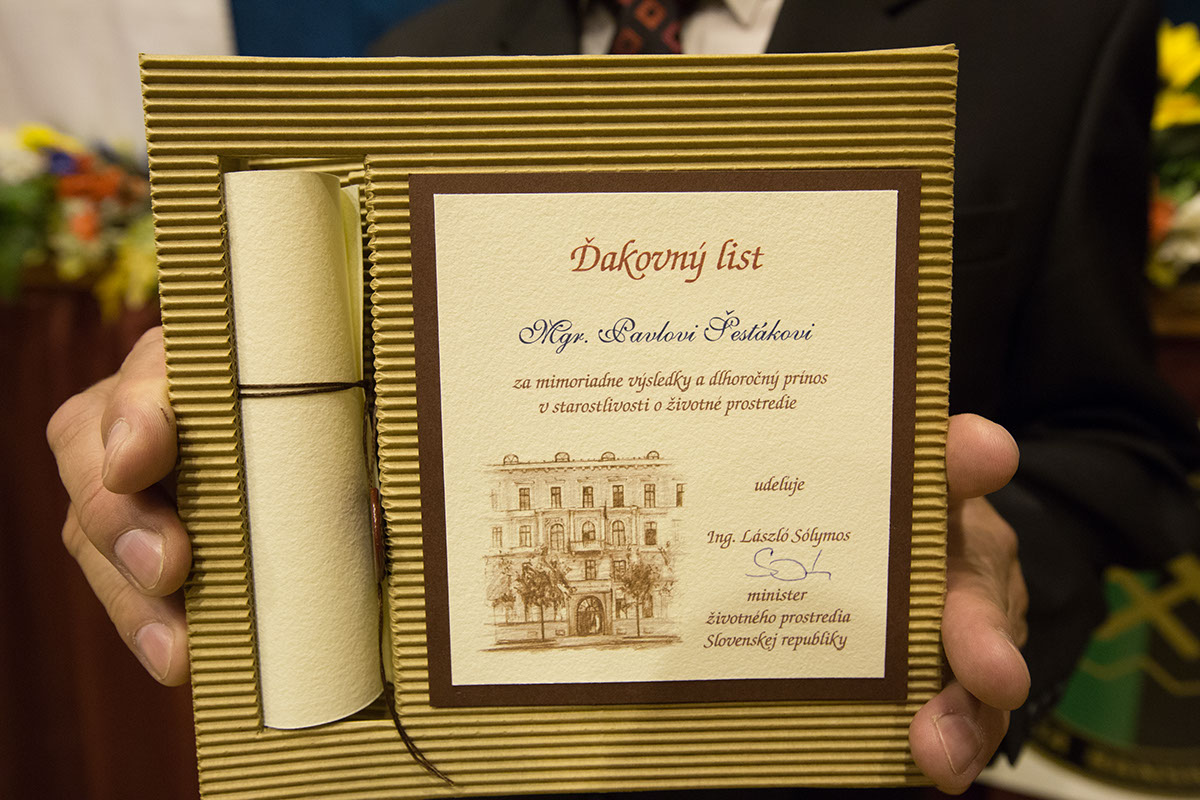 Ďakovný list
Mgr. Pavlovi Šestákovi
za mimoriadne výsledky a dlhoročný prínos
v starostlivosti o životné prostredie
udeľuje
Ing. László Sólymos
minister
životného prostredia
Slovenskej republiky